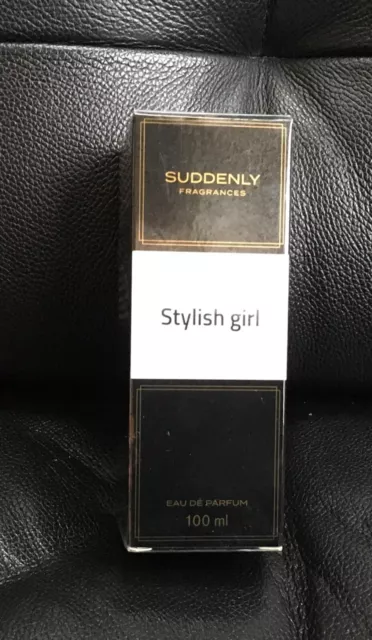 SUDDENLY
FRAGRANCES
Stylish girl
EAU DE PARFUM
100 ml